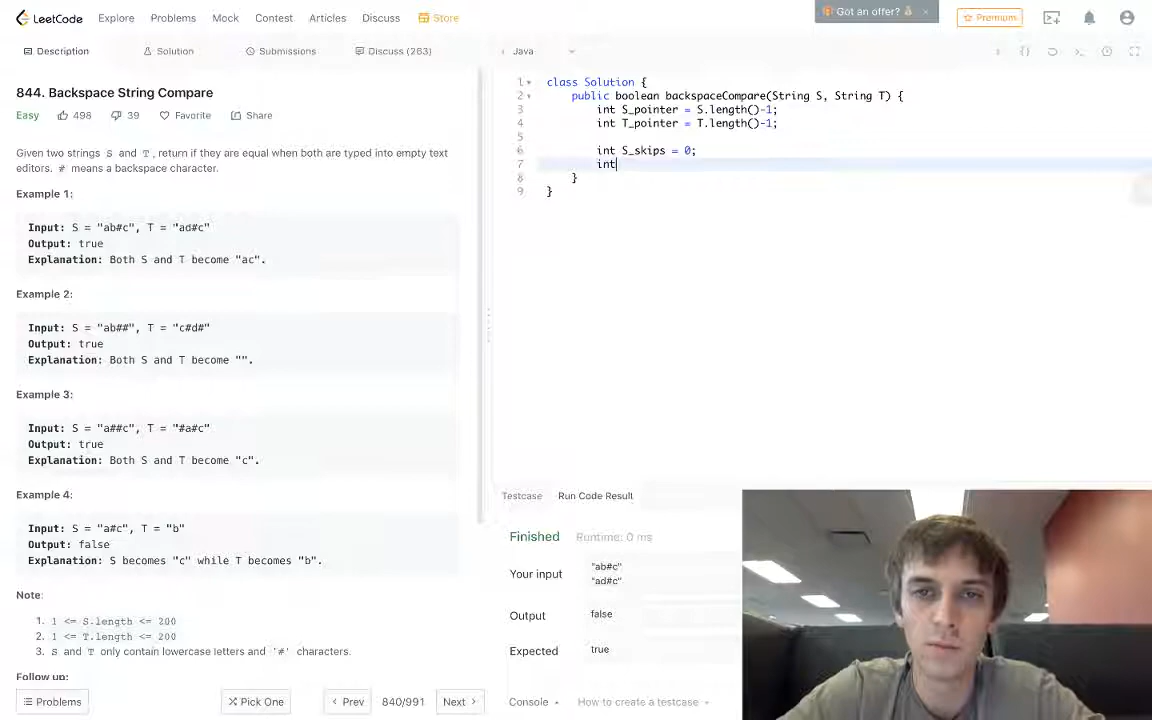 LeetCode Explore Problems Mock Contest Articles Discuss Store Got an offer? × Premium
Description Solution Submissions Discuss (263) Java
844. Backspace String Compare
Easy 498 39 Favorite Share
Given two strings S and T, return if they are equal when both are typed into empty text
editors. # means a backspace character.
Example 1:
Input: S = "ab#c", T = "ad#c"
Output: true
Explanation: Both S and T become "ac".
Example 2:
Input: S = "ab##", T = "c#d#"
Output: true
Explanation: Both S and T become "".
Example 3:
Input: S = "a##c", T = "#a#c"
Output: true
Explanation: Both S and T become "c".
Example 4:
Input: S = "a#c", T = "b"
Output: false
Explanation: S becomes "c" while T becomes "b".
Note:
1. 1 <= S.length <= 200
2. 1 <= T.length <= 200
3. S and T only contain lowercase letters and '#' characters.
Follow up:
Problems Pick One Prev 840/991 Next
1 class Solution {
2 public boolean backspaceCompare(String S, String T) {
3 int S_pointer = S.length()-1;
4 int T_pointer = T.length()-1;
5
6 int S_skips = 0;
7 int
8 }
9 }
Testcase Run Code Result
Finished Runtime: 0 ms
Your input "ab#c"
"ad#c"
Output false
Expected true
Console How to create a testcase